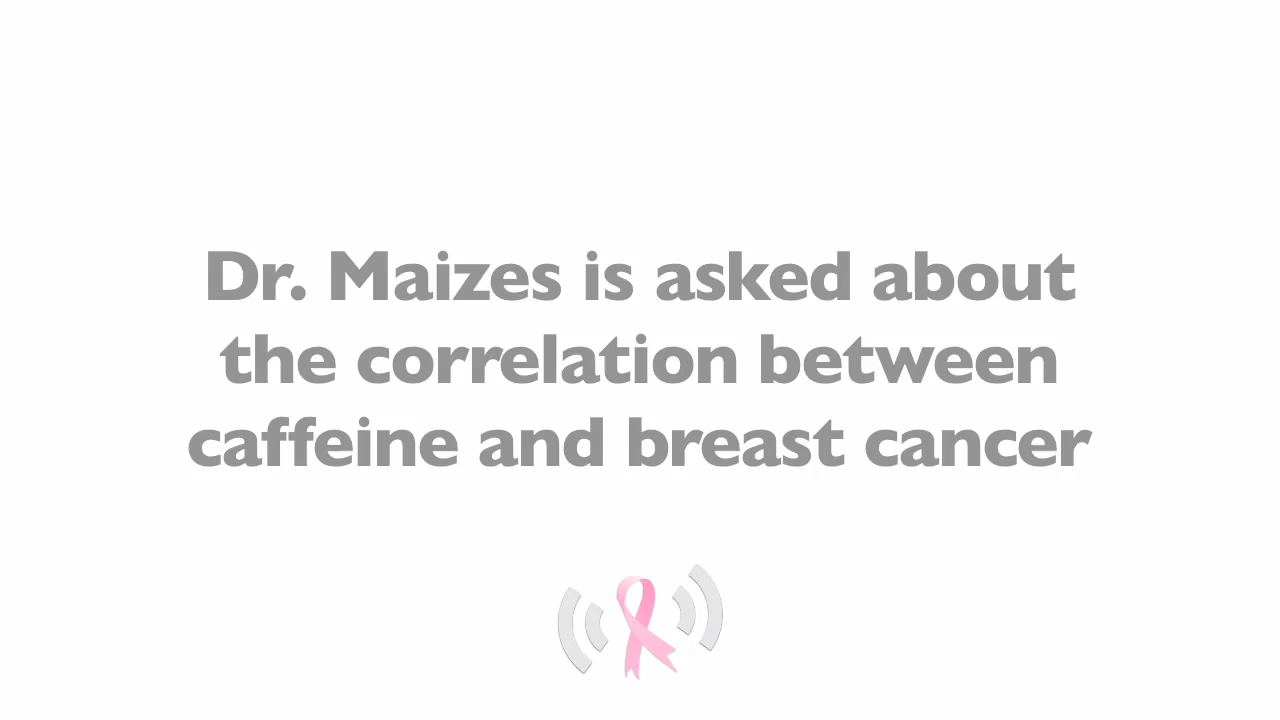 Dr. Maizes is asked about
the correlation between
caffeine and breast cancer